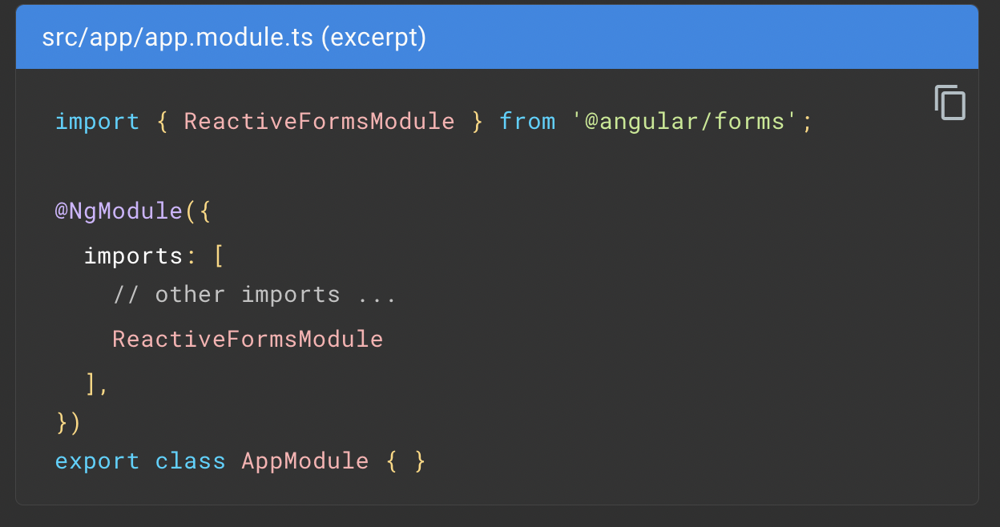 src/app/app.module.ts (excerpt)
import { ReactiveFormsModule } from '@angular/forms';
@NgModule({
  imports: [
    // other imports ...
    ReactiveFormsModule
  ],
})
export class AppModule { }